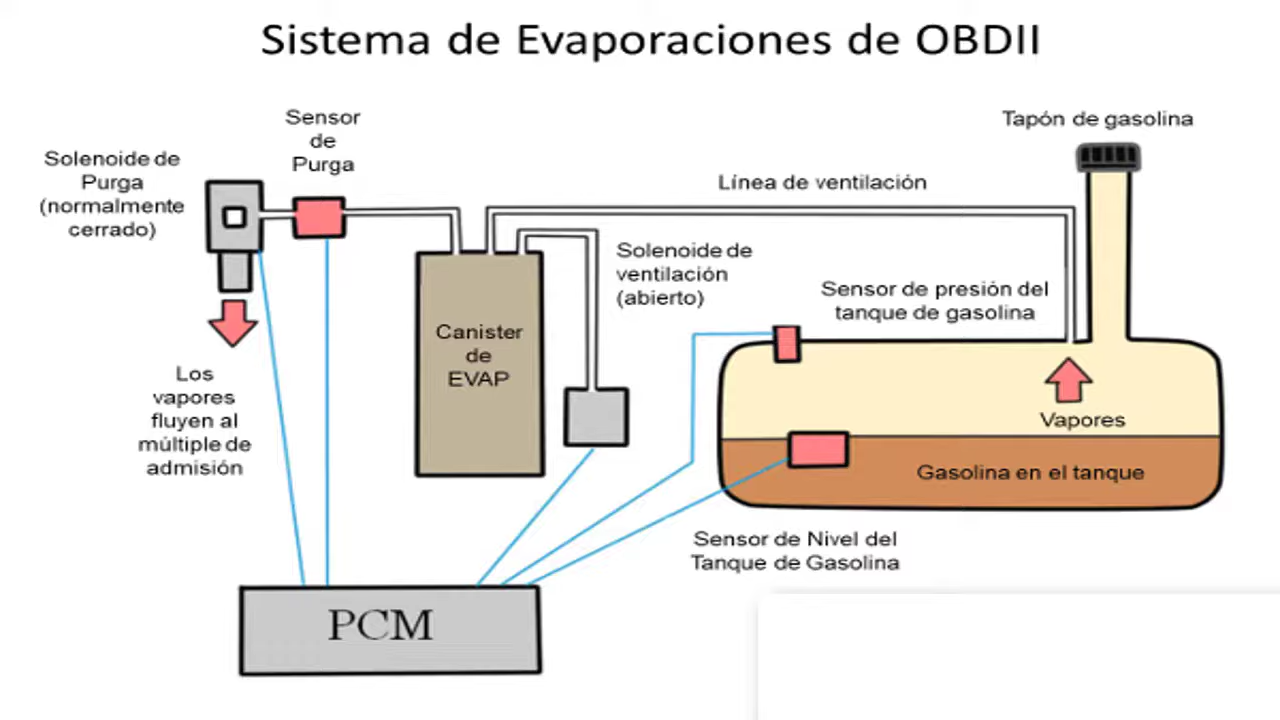 Sistema de Evaporaciones de OBDII
Sensor
de
Purga
Tapón de gasolina
Solenoide de
Purga
(normalmente
cerrado)
Línea de ventilación
Solenoide de
ventilación
(abierto)
Sensor de presión del
tanque de gasolina
Canister
de
EVAP
Los
vapores
fluyen al
múltiple de
admisión
Vapores
Gasolina en el tanque
Sensor de Nivel del
Tanque de Gasolina
PCM